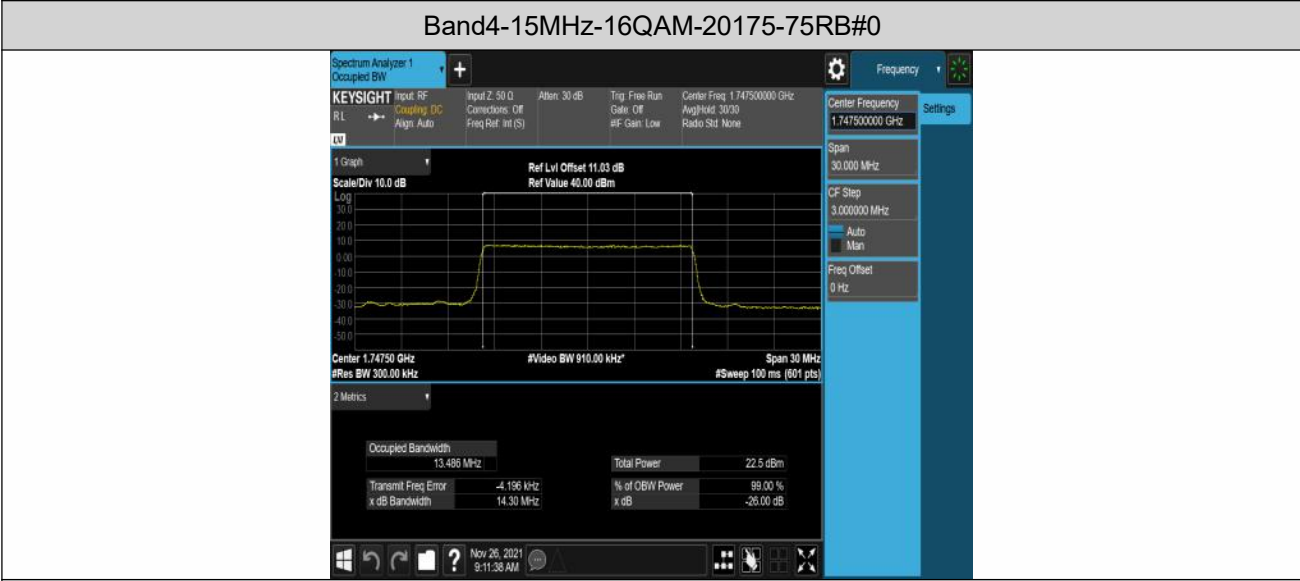 Band4-15MHz-16QAM-20175-75RB#0
Spectrum Analyzer 1
Occupied BW
+
Frequency
KEYSIGHT
RL
Input: RF
Coupling: DC
Align: Auto
Input Z: 50 Ω
Corrections: Off
Freq Ref: Int (S)
Atten: 30 dB
Trig: Free Run
Gate: Off
#IF Gain: Low
Center Freq: 1.747500000 GHz
Avg|Hold: 30/30
Radio Std: None
Center Frequency
1.747500000 GHz
Settings
Span
30.000 MHz
CF Step
3.000000 MHz
Auto
Man
Freq Offset
0 Hz
1 Graph
Ref Lvl Offset 11.03 dB
Scale/Div 10.0 dB
Ref Value 40.00 dBm
Log
30.0
20.0
10.0
0.00
-10.0
-20.0
-30.0
-40.0
-50.0
Center 1.74750 GHz
#Video BW 910.00 kHz*
Span 30 MHz
#Res BW 300.00 kHz
#Sweep 100 ms (601 pts)
2 Metrics
Occupied Bandwidth
13.486 MHz
Total Power 22.5 dBm
Transmit Freq Error -4.196 kHz
% of OBW Power 99.00 %
x dB Bandwidth 14.30 MHz
x dB -26.00 dB
?
Nov 26, 2021
9:11:38 AM